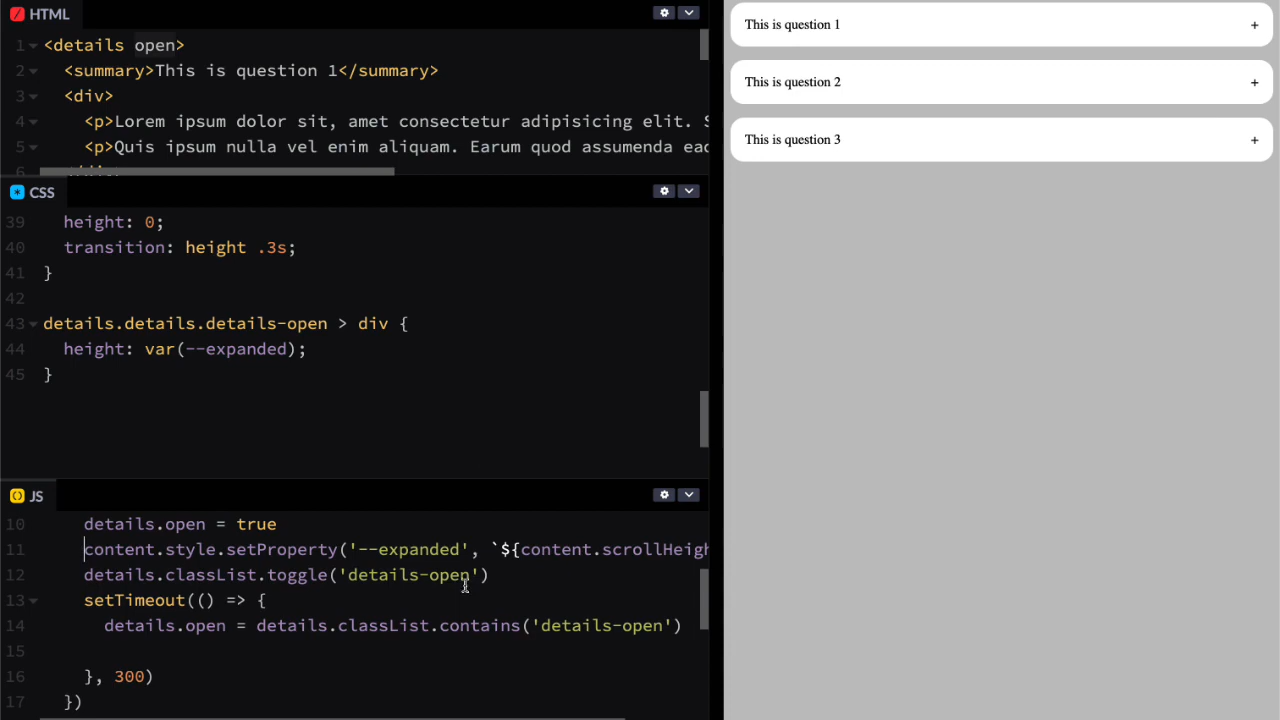 HTML
1 <details open>
2 <summary>This is question 1</summary>
3 <div>
4 <p>Lorem ipsum dolor sit, amet consectetur adipisicing elit. S
5 <p>Quis ipsum nulla vel enim aliquam. Earum quod assumenda eac
CSS
39 height: 0;
40 transition: height .3s;
41 }
42
43 details.details.details-open > div {
44 height: var(--expanded);
45 }
JS
10 details.open = true
11 content.style.setProperty('--expanded', `${content.scrollHeigh
12 details.classList.toggle('details-open')
13 setTimeout(() => {
14 details.open = details.classList.contains('details-open')
15
16 }, 300)
17 })
This is question 1 +
This is question 2 +
This is question 3 +